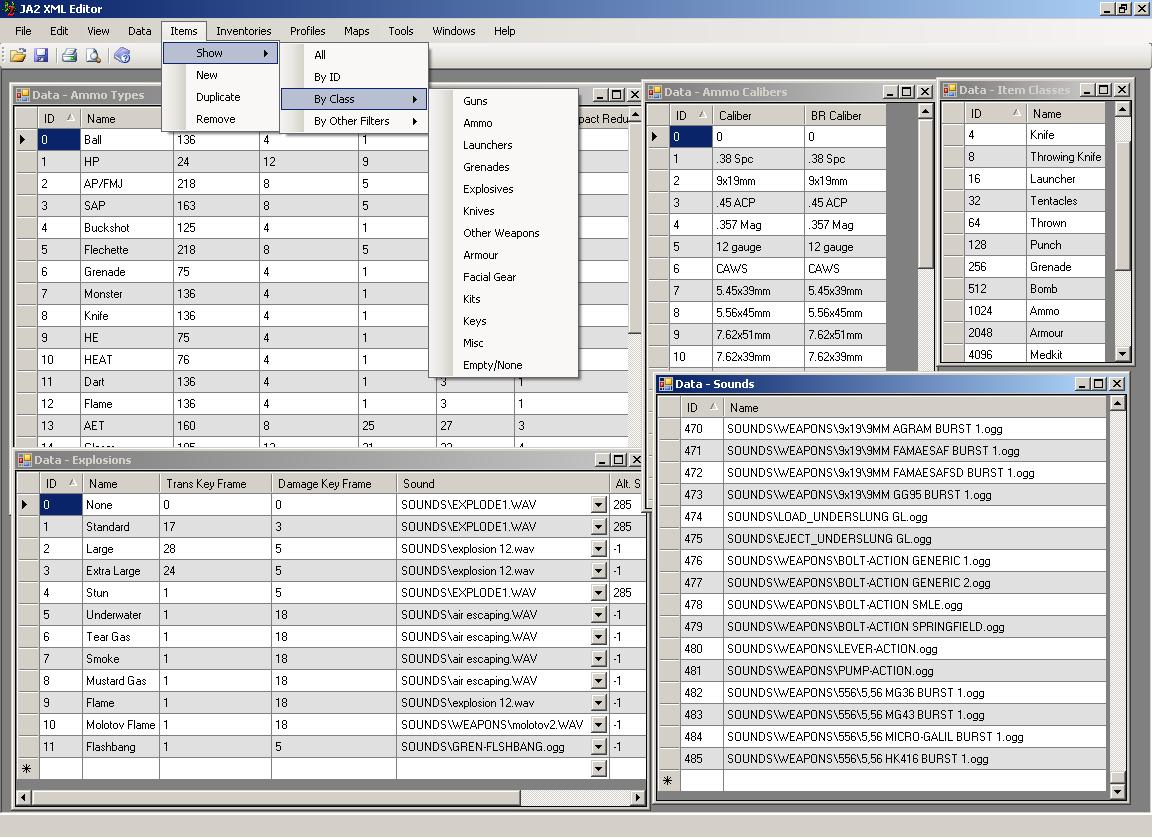 JA2 XML Editor
File Edit View Data Items Inventories Profiles Maps Tools Windows Help
Show
New
Duplicate
Remove
All
By ID
By Class
By Other Filters
Guns
Ammo
Launchers
Grenades
Explosives
Knives
Other Weapons
Armour
Facial Gear
Kits
Keys
Misc
Empty/None
Data - Ammo Types
ID Name pact Redu
0 Ball 136 4 1
1 HP 24 12 9
2 AP/FMJ 218 8 5
3 SAP 163 8 5
4 Buckshot 125 4 1
5 Flechette 218 8 5
6 Grenade 75 4 1
7 Monster 136 4 1
8 Knife 136 4 1
9 HE 75 4 1
10 HEAT 76 4 1
11 Dart 136 4 1 3 1
12 Flame 136 4 1 3 1
13 AET 160 8 25 27 3
Data - Ammo Calibers
ID Caliber BR Caliber
0 0 0
1 .38 Spc .38 Spc
2 9x19mm 9x19mm
3 .45 ACP .45 ACP
4 .357 Mag .357 Mag
5 12 gauge 12 gauge
6 CAWS CAWS
7 5.45x39mm 5.45x39mm
8 5.56x45mm 5.56x45mm
9 7.62x51mm 7.62x51mm
10 7.62x39mm 7.62x39mm
Data - Item Classes
ID Name
4 Knife
8 Throwing Knife
16 Launcher
32 Tentacles
64 Thrown
128 Punch
256 Grenade
512 Bomb
1024 Ammo
2048 Armour
4096 Medkit
Data - Explosions
ID Name Trans Key Frame Damage Key Frame Sound Alt. S
0 None 0 0 SOUNDS\EXPLODE1.WAV 285
1 Standard 17 3 SOUNDS\EXPLODE1.WAV 285
2 Large 28 5 SOUNDS\explosion 12.wav -1
3 Extra Large 24 5 SOUNDS\explosion 12.wav -1
4 Stun 1 5 SOUNDS\EXPLODE1.WAV 285
5 Underwater 1 18 SOUNDS\air escaping.WAV -1
6 Tear Gas 1 18 SOUNDS\air escaping.WAV -1
7 Smoke 1 18 SOUNDS\air escaping.WAV -1
8 Mustard Gas 1 18 SOUNDS\air escaping.WAV -1
9 Flame 1 18 SOUNDS\explosion 12.wav -1
10 Molotov Flame 1 18 SOUNDS\WEAPONS\molotov2.WAV -1
11 Flashbang 1 5 SOUNDS\GREN-FLSHBANG.ogg -1
Data - Sounds
ID Name
470 SOUNDS\WEAPONS\9x19\9MM AGRAM BURST 1.ogg
471 SOUNDS\WEAPONS\9x19\9MM FAMAESAF BURST 1.ogg
472 SOUNDS\WEAPONS\9x19\9MM FAMAESAFSD BURST 1.ogg
473 SOUNDS\WEAPONS\9x19\9MM GG95 BURST 1.ogg
474 SOUNDS\LOAD_UNDERSLUNG GL.ogg
475 SOUNDS\EJECT_UNDERSLUNG GL.ogg
476 SOUNDS\WEAPONS\BOLT-ACTION GENERIC 1.ogg
477 SOUNDS\WEAPONS\BOLT-ACTION GENERIC 2.ogg
478 SOUNDS\WEAPONS\BOLT-ACTION SMLE.ogg
479 SOUNDS\WEAPONS\BOLT-ACTION SPRINGFIELD.ogg
480 SOUNDS\WEAPONS\LEVER-ACTION.ogg
481 SOUNDS\WEAPONS\PUMP-ACTION.ogg
482 SOUNDS\WEAPONS\556\5,56 MG36 BURST 1.ogg
483 SOUNDS\WEAPONS\556\5,56 MG43 BURST 1.ogg
484 SOUNDS\WEAPONS\556\5,56 MICRO-GALIL BURST 1.ogg
485 SOUNDS\WEAPONS\556\5,56 HK416 BURST 1.ogg